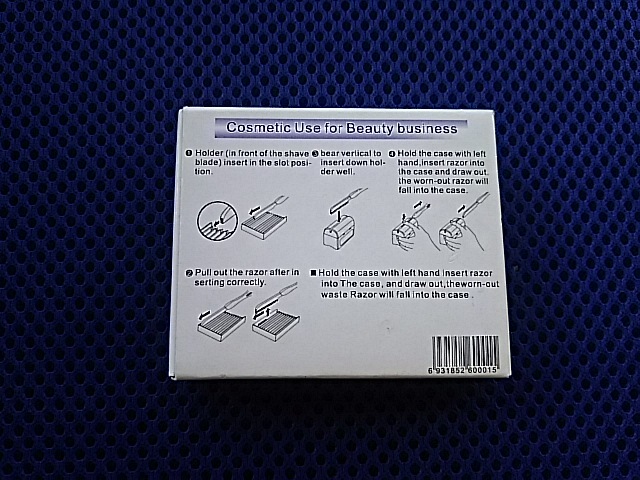 Cosmetic Use for Beauty business
❶ Holder (in front of the shave
blade) insert in the slot posi-
tion.
❸ bear vertical to
insert down hol-
der well.
❹ Hold the case with left
hand,insert razor into
the case and draw out,
the worn-out razor will
fall into the case.
❷ Pull out the razor after in
serting correctly.
■ Hold the case with left hand Insert razor
into The case, and draw out,theworn-out
waste Razor will fall into the case .
6 931852 600015